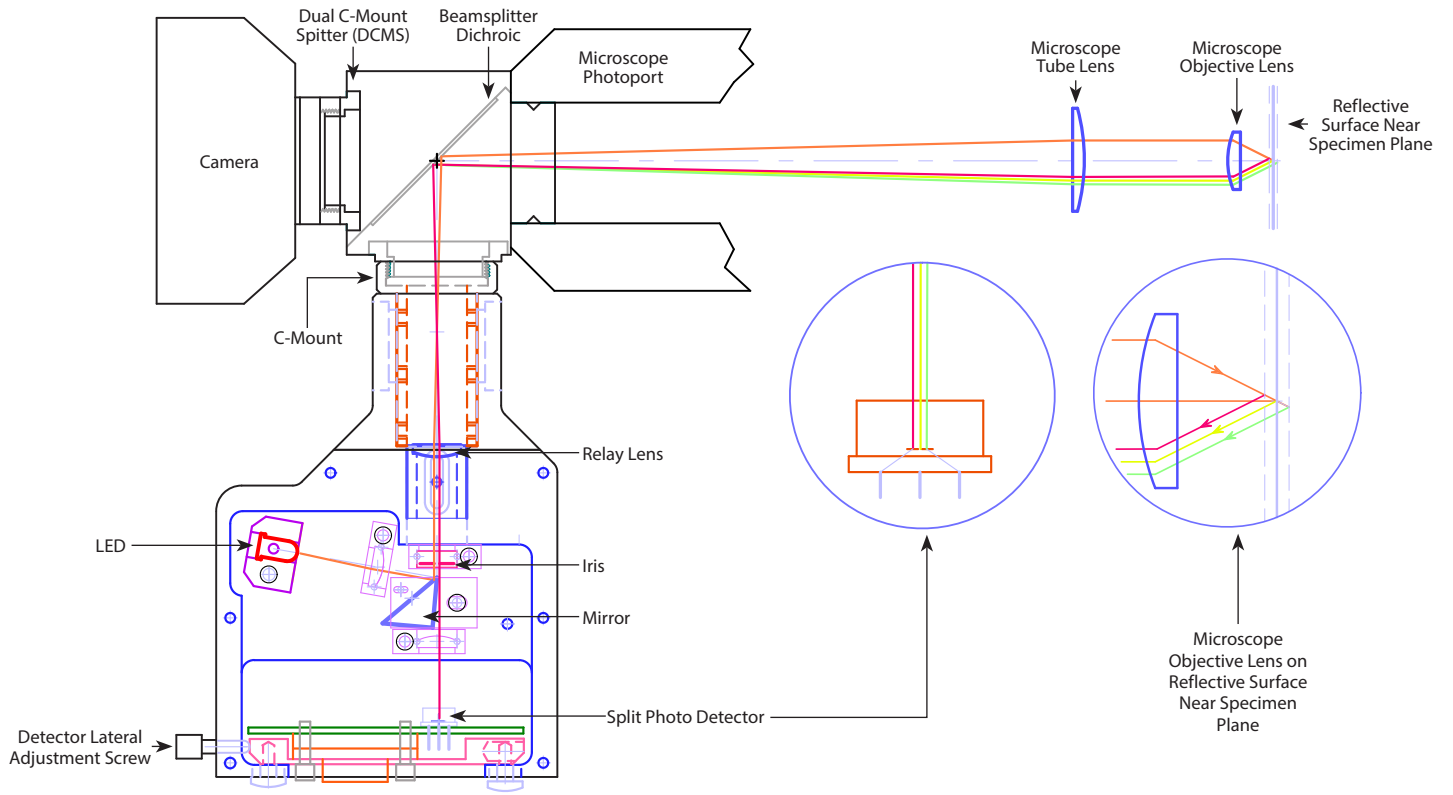 Dual C-Mount
Spitter (DCMS)
Beamsplitter
Dichroic
Microscope
Photoport
Microscope
Tube Lens
Microscope
Objective Lens
Reflective
Surface Near
Specimen Plane
Camera
C-Mount
Relay Lens
LED
Iris
Mirror
Microscope
Objective Lens on
Reflective Surface
Near Specimen
Plane
Split Photo Detector
Detector Lateral
Adjustment Screw